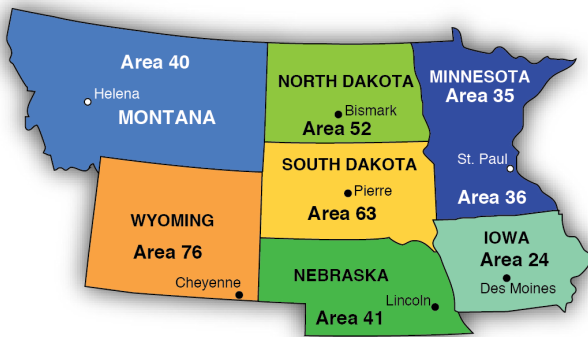 Area 40
Helena
MONTANA
NORTH DAKOTA
Bismark
Area 52
MINNESOTA
Area 35
St. Paul
Area 36
SOUTH DAKOTA
Pierre
Area 63
WYOMING
Area 76
Cheyenne
NEBRASKA
Lincoln
Area 41
IOWA
Area 24
Des Moines